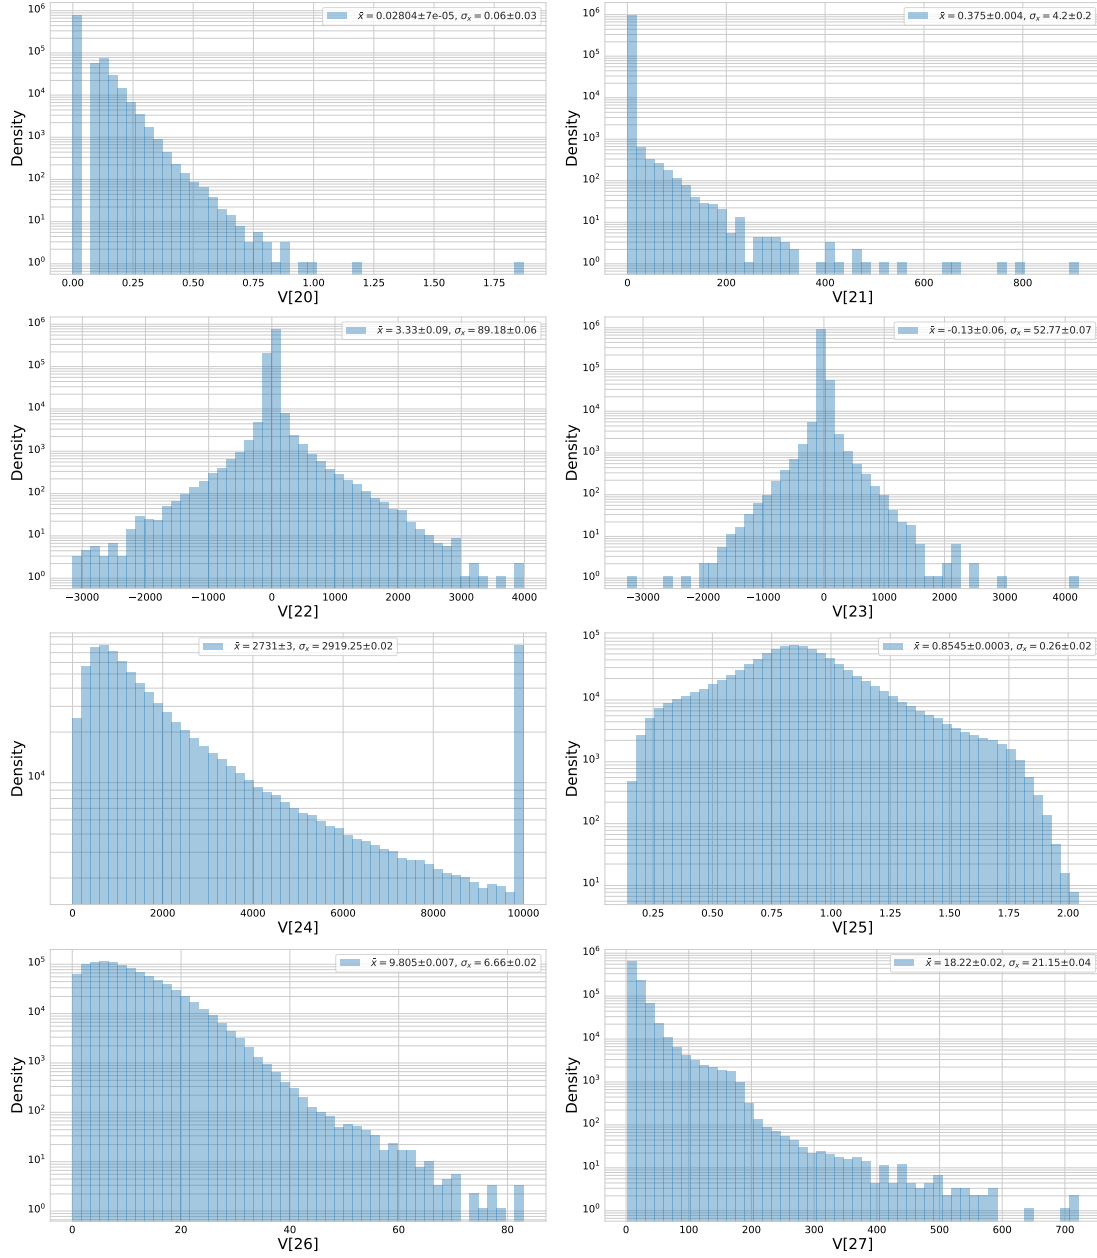 x̄ = 0.02804±7e-05, σₓ = 0.06±0.03
Density
10⁶
10⁵
10⁴
10³
10²
10¹
10⁰
0.00 0.25 0.50 0.75 1.00 1.25 1.50 1.75
V[20]
x̄ = 0.375±0.004, σₓ = 4.2±0.2
Density
10⁶
10⁵
10⁴
10³
10²
10¹
10⁰
0 200 400 600 800
V[21]
x̄ = 3.33±0.09, σₓ = 89.18±0.06
Density
10⁶
10⁵
10⁴
10³
10²
10¹
10⁰
−3000 −2000 −1000 0 1000 2000 3000 4000
V[22]
x̄ = -0.13±0.06, σₓ = 52.77±0.07
Density
10⁶
10⁵
10⁴
10³
10²
10¹
10⁰
−3000 −2000 −1000 0 1000 2000 3000 4000
V[23]
x̄ = 2731±3, σₓ = 2919.25±0.02
Density
10⁴
0 2000 4000 6000 8000 10000
V[24]
x̄ = 0.8545±0.0003, σₓ = 0.26±0.02
Density
10⁵
10⁴
10³
10²
10¹
0.25 0.50 0.75 1.00 1.25 1.50 1.75 2.00
V[25]
x̄ = 9.805±0.007, σₓ = 6.66±0.02
Density
10⁵
10⁴
10³
10²
10¹
10⁰
0 20 40 60 80
V[26]
x̄ = 18.22±0.02, σₓ = 21.15±0.04
Density
10⁶
10⁵
10⁴
10³
10²
10¹
10⁰
0 100 200 300 400 500 600 700
V[27]